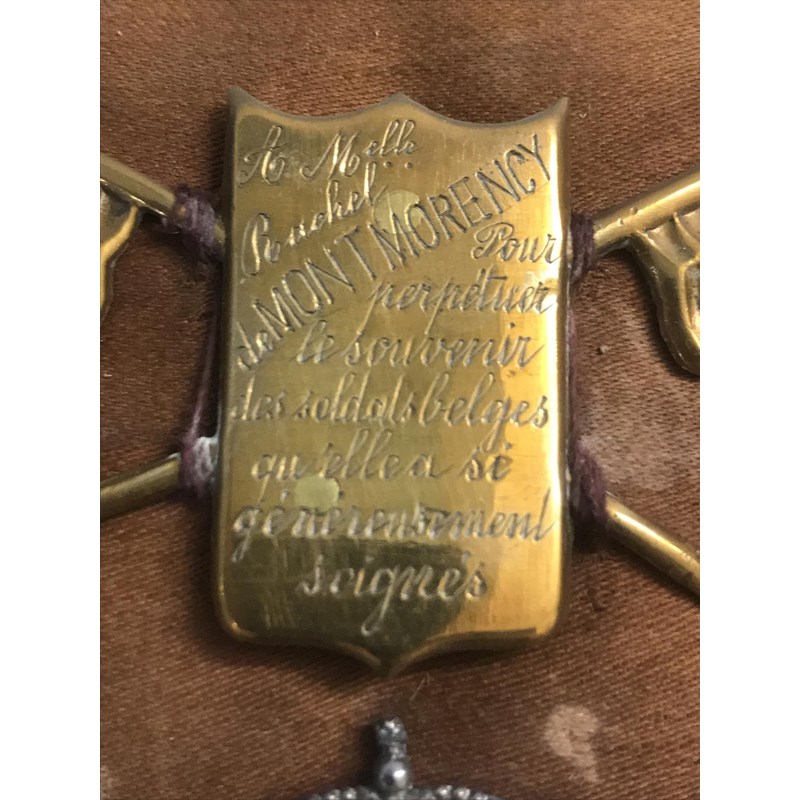 A Melle
Rachel
de MONTMORENCY
Pour
perpétuer
le souvenir
des soldats belges
qu'elle a si
généreusement
soignés